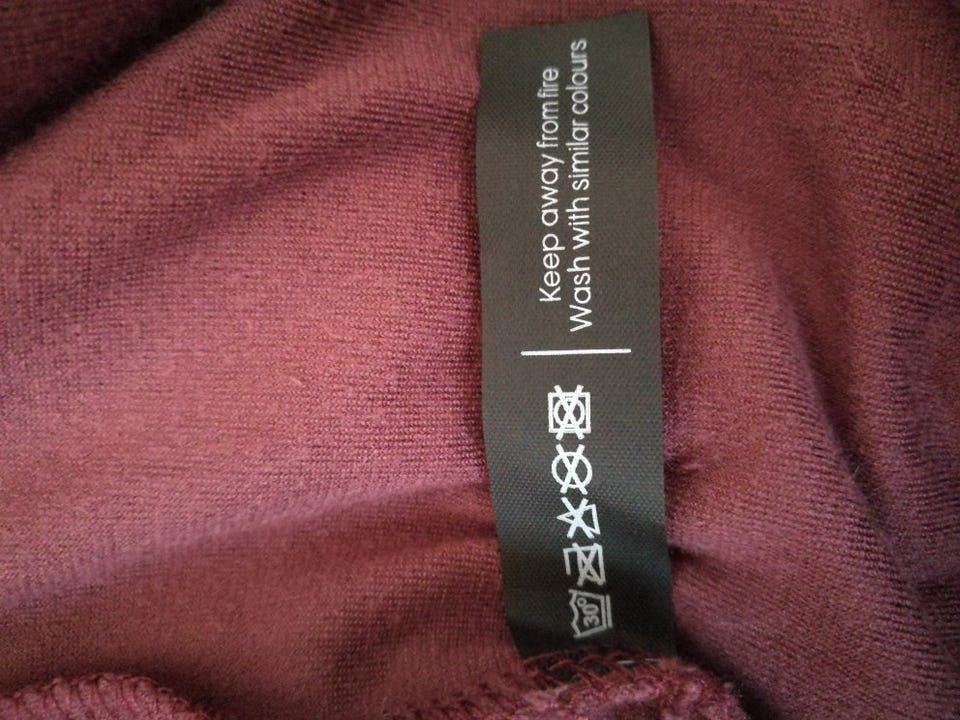 Keep away from fire
Wash with similar colours
30°